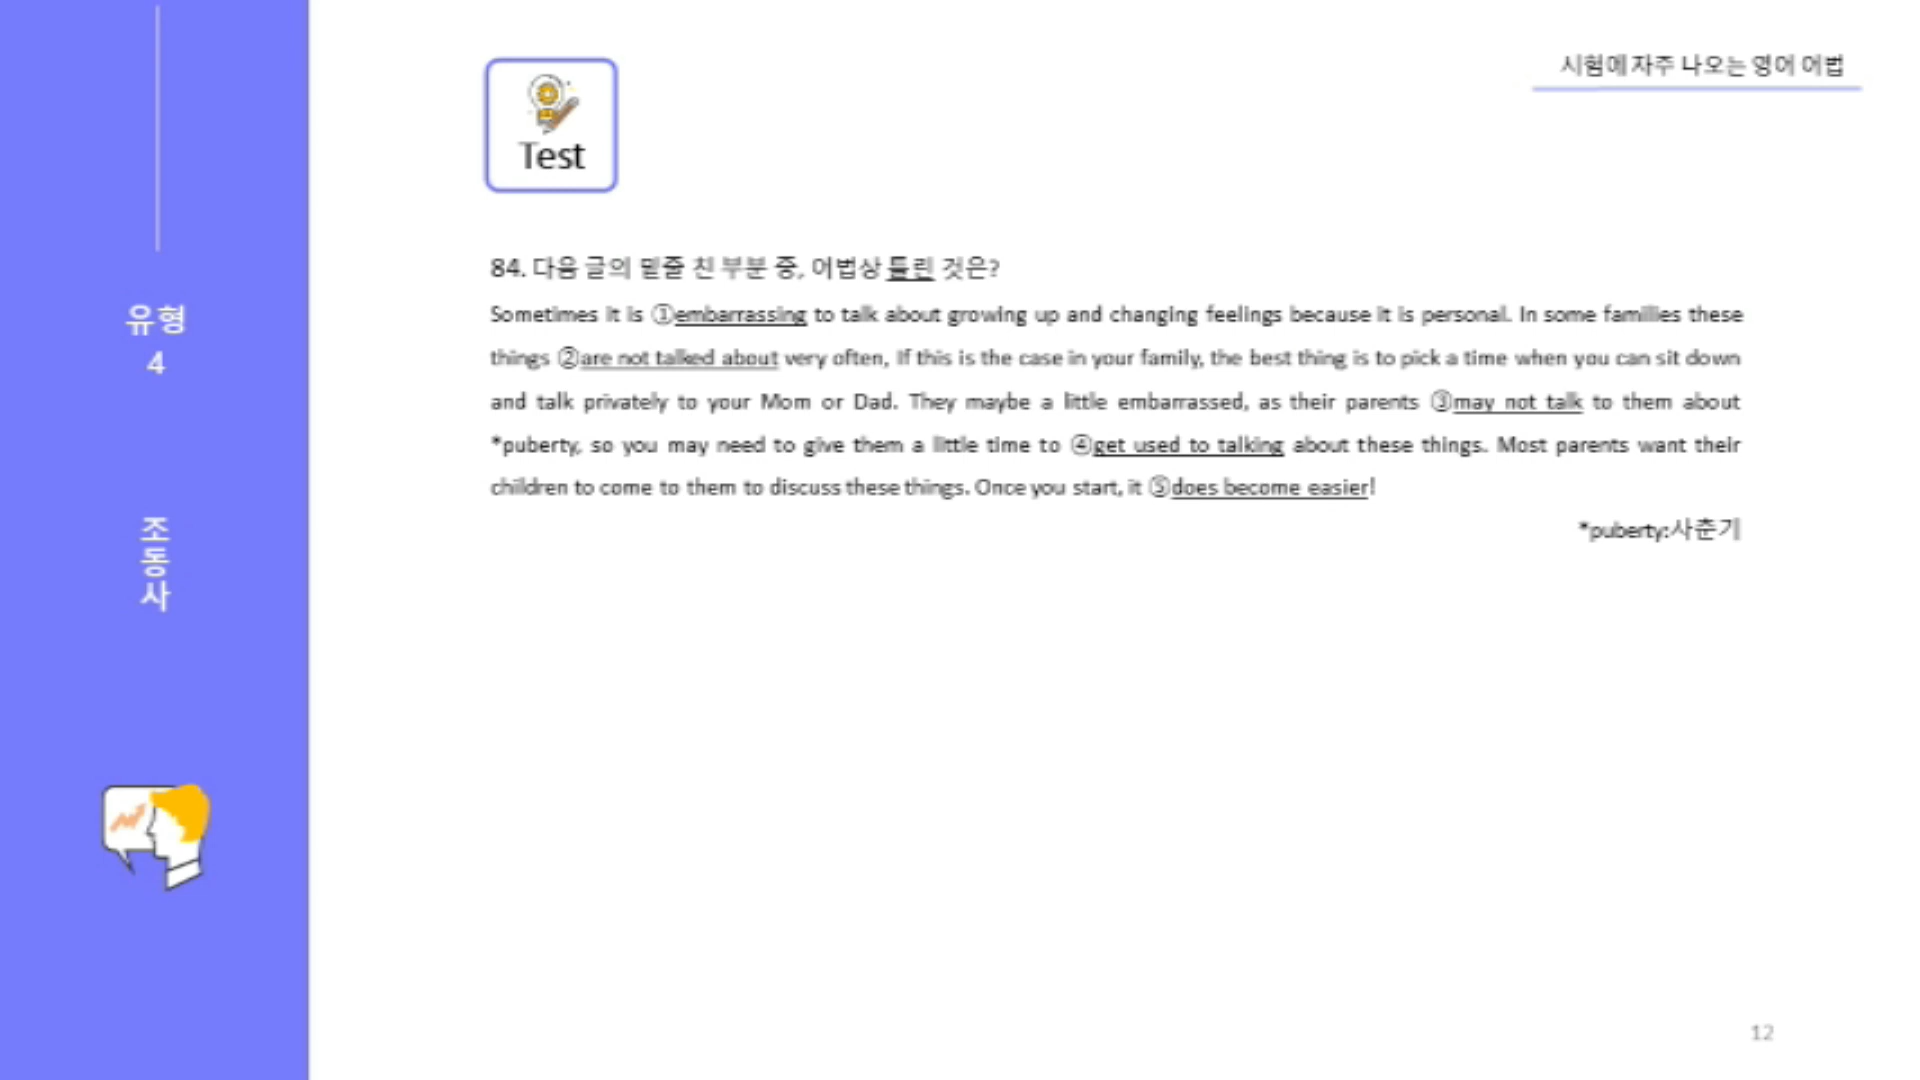 시험에 자주 나오는 영어 어법
Test
유형
4
조동사
84. 다음 글의 밑줄 친 부분 중, 어법상 틀린 것은?
Sometimes it is ①embarrassing to talk about growing up and changing feelings because it is personal. In some families these
things ②are not talked about very often, If this is the case in your family, the best thing is to pick a time when you can sit down
and talk privately to your Mom or Dad. They maybe a little embarrassed, as their parents ③may not talk to them about
*puberty, so you may need to give them a little time to ④get used to talking about these things. Most parents want their
children to come to them to discuss these things. Once you start, it ⑤does become easier!
*puberty:사춘기
12